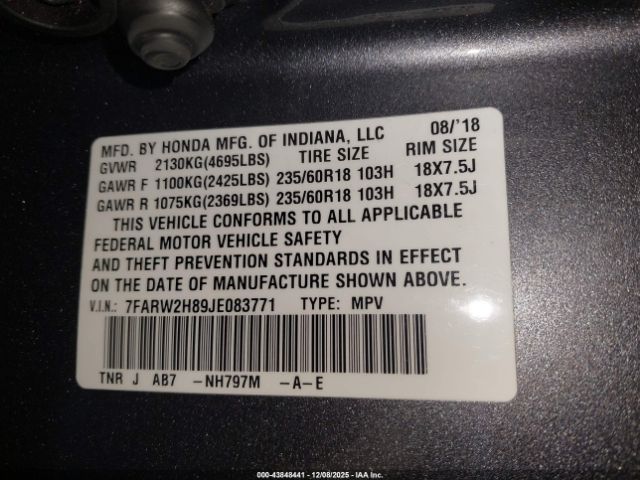 MFD. BY HONDA MFG. OF INDIANA, LLC 08/'18
GVWR 2130KG(4695LBS) TIRE SIZE RIM SIZE
GAWR F 1100KG(2425LBS) 235/60R18 103H 18X7.5J
GAWR R 1075KG(2369LBS) 235/60R18 103H 18X7.5J
THIS VEHICLE CONFORMS TO ALL APPLICABLE
FEDERAL MOTOR VEHICLE SAFETY
AND THEFT PREVENTION STANDARDS IN EFFECT
ON THE DATE OF MANUFACTURE SHOWN ABOVE.
V.I.N.: 7FARW2H89JE083771 TYPE: MPV
TNR J AB7 -NH797M -A-E
000-43848441 - 12/08/2025 - IAA, Inc.